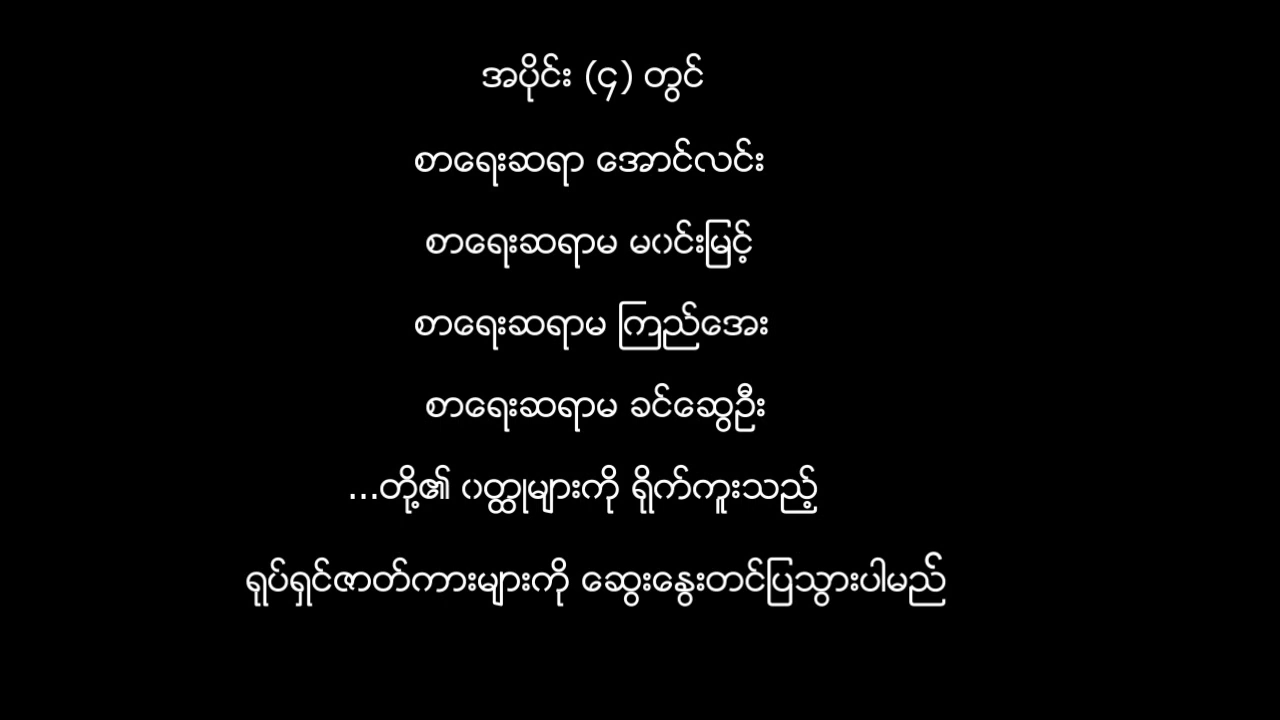 အပိုင်း (၄) တွင်
စာရေးဆရာ အောင်လင်း
စာရေးဆရာမ မဝင်းမြင့်
စာရေးဆရာမ ကြည်အေး
စာရေးဆရာမ ခင်ဆွေဦး
...တို့၏ ဝတ္ထုများကို ရိုက်ကူးသည့်
ရုပ်ရှင်ဇာတ်ကားများကို ဆွေးနွေးတင်ပြသွားပါမည်